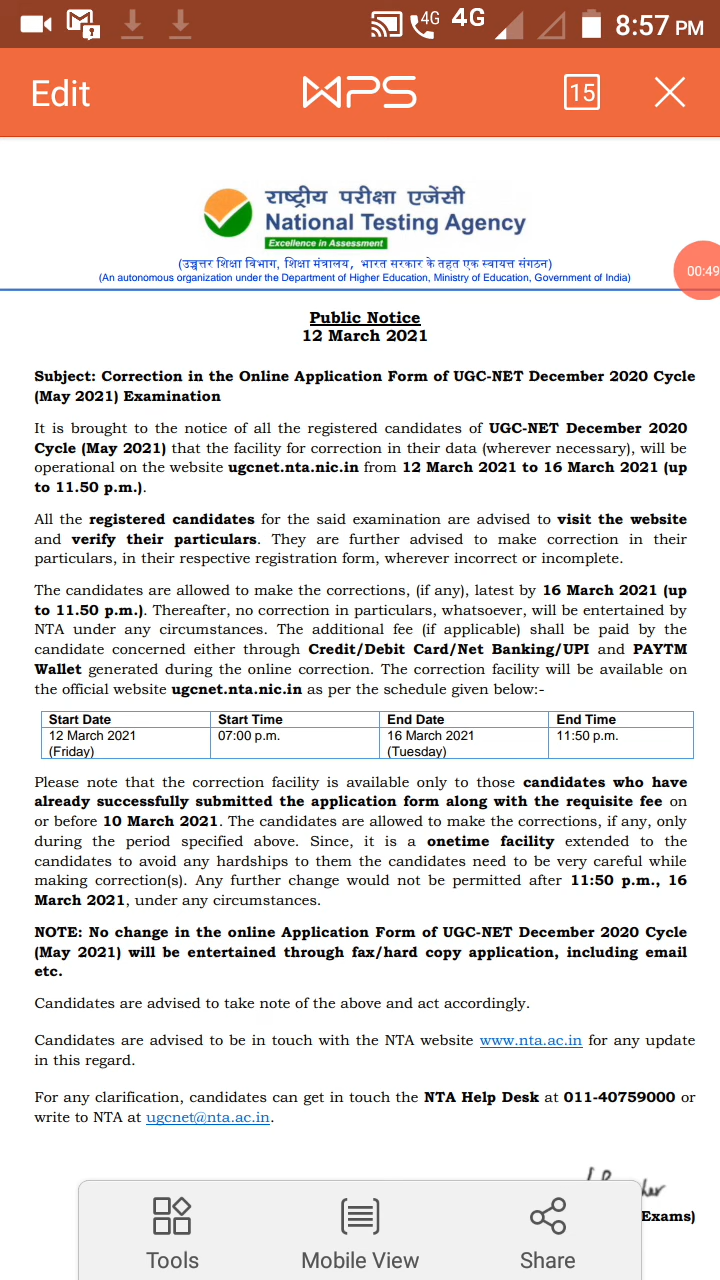 4G 4G 8:57 PM
Edit WPS 15
राष्ट्रीय परीक्षा एजेंसी
National Testing Agency
Excellence in Assessment
(उच्चतर शिक्षा विभाग, शिक्षा मंत्रालय, भारत सरकार के तहत एक स्वायत्त संगठन)
(An autonomous organization under the Department of Higher Education, Ministry of Education, Government of India)
00:49
Public Notice
12 March 2021
Subject: Correction in the Online Application Form of UGC-NET December 2020 Cycle
(May 2021) Examination
It is brought to the notice of all the registered candidates of UGC-NET December 2020
Cycle (May 2021) that the facility for correction in their data (wherever necessary), will be
operational on the website ugcnet.nta.nic.in from 12 March 2021 to 16 March 2021 (up
to 11.50 p.m.).
All the registered candidates for the said examination are advised to visit the website
and verify their particulars. They are further advised to make correction in their
particulars, in their respective registration form, wherever incorrect or incomplete.
The candidates are allowed to make the corrections, (if any), latest by 16 March 2021 (up
to 11.50 p.m.). Thereafter, no correction in particulars, whatsoever, will be entertained by
NTA under any circumstances. The additional fee (if applicable) shall be paid by the
candidate concerned either through Credit/Debit Card/Net Banking/UPI and PAYTM
Wallet generated during the online correction. The correction facility will be available on
the official website ugcnet.nta.nic.in as per the schedule given below:-
Start Date Start Time End Date End Time
12 March 2021 07:00 p.m. 16 March 2021 11:50 p.m.
(Friday) (Tuesday)
Please note that the correction facility is available only to those candidates who have
already successfully submitted the application form along with the requisite fee on
or before 10 March 2021. The candidates are allowed to make the corrections, if any, only
during the period specified above. Since, it is a onetime facility extended to the
candidates to avoid any hardships to them the candidates need to be very careful while
making correction(s). Any further change would not be permitted after 11:50 p.m., 16
March 2021, under any circumstances.
NOTE: No change in the online Application Form of UGC-NET December 2020 Cycle
(May 2021) will be entertained through fax/hard copy application, including email
etc.
Candidates are advised to take note of the above and act accordingly.
Candidates are advised to be in touch with the NTA website www.nta.ac.in for any update
in this regard.
For any clarification, candidates can get in touch the NTA Help Desk at 011-40759000 or
write to NTA at ugcnet@nta.ac.in.
Exams)
Tools Mobile View Share